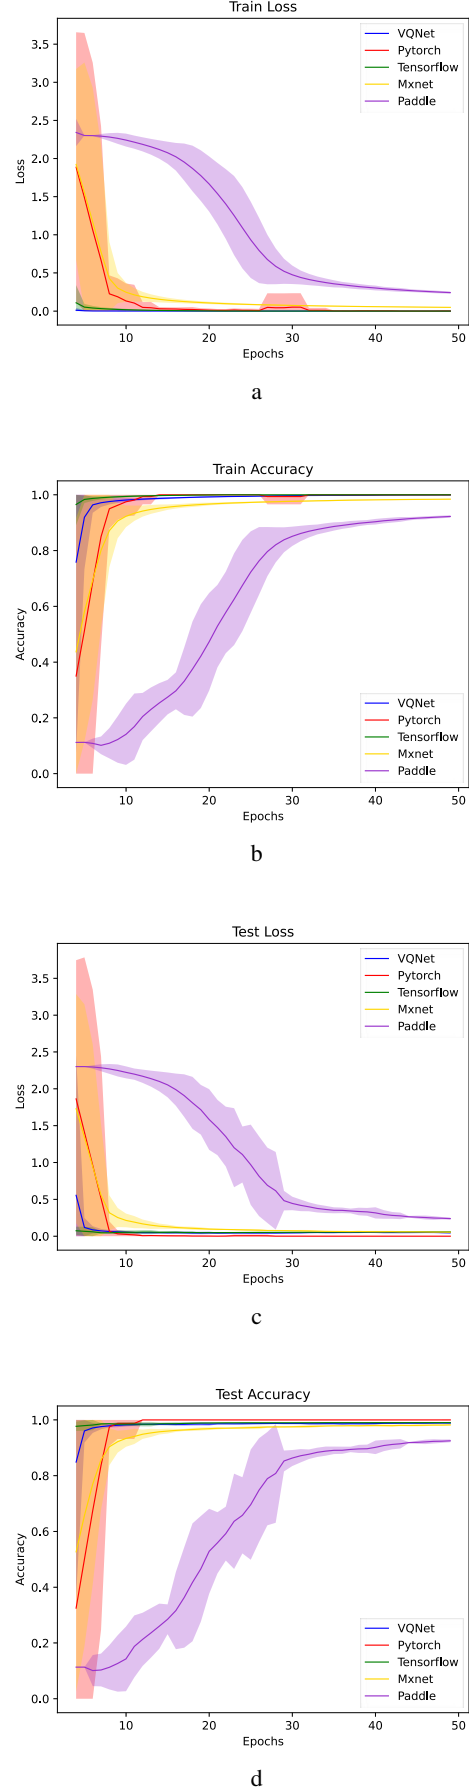 Train Loss
3.5
3.0
2.5
2.0
1.5
1.0
0.5
0.0
Loss
VQNet
Pytorch
Tensorflow
Mxnet
Paddle
10 20 30 40 50
Epochs
a
Train Accuracy
1.0
0.8
0.6
0.4
0.2
0.0
Accuracy
VQNet
Pytorch
Tensorflow
Mxnet
Paddle
10 20 30 40 50
Epochs
b
Test Loss
3.5
3.0
2.5
2.0
1.5
1.0
0.5
0.0
Loss
VQNet
Pytorch
Tensorflow
Mxnet
Paddle
10 20 30 40 50
Epochs
c
Test Accuracy
1.0
0.8
0.6
0.4
0.2
0.0
Accuracy
VQNet
Pytorch
Tensorflow
Mxnet
Paddle
10 20 30 40 50
Epochs
d